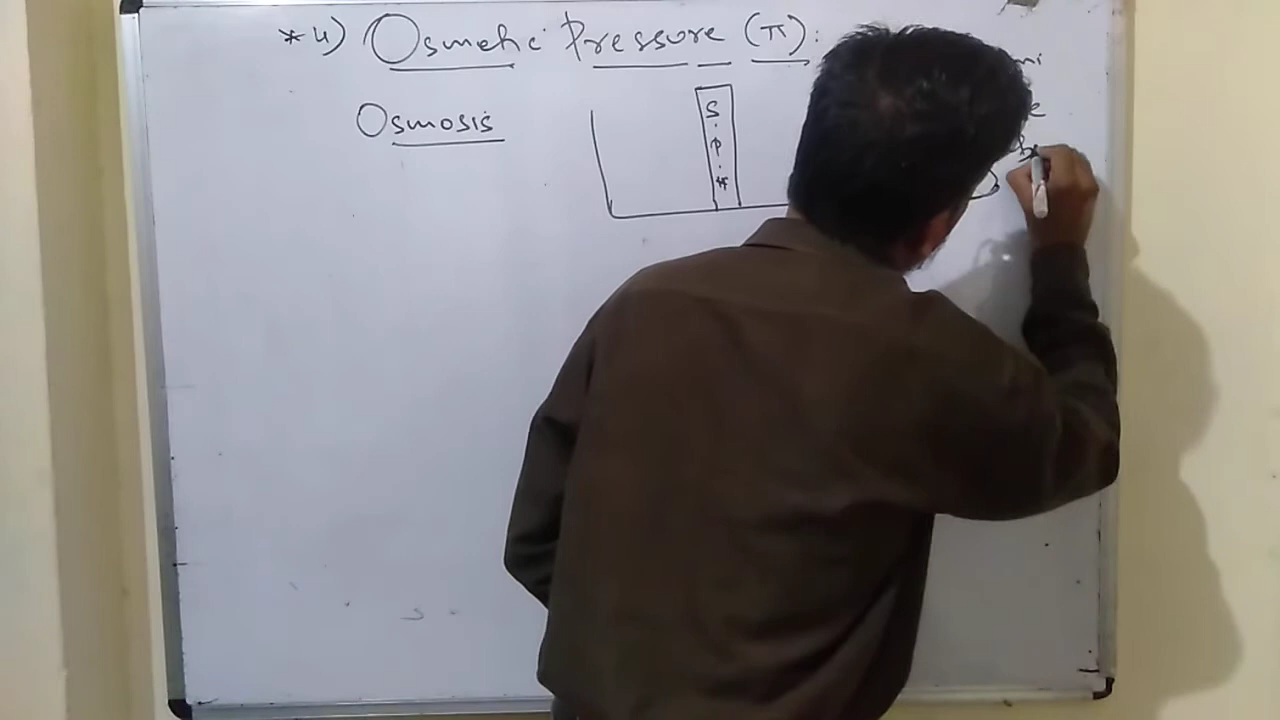 *4) Osmotic Pressure (π):
Osmosis
S.
P.
M